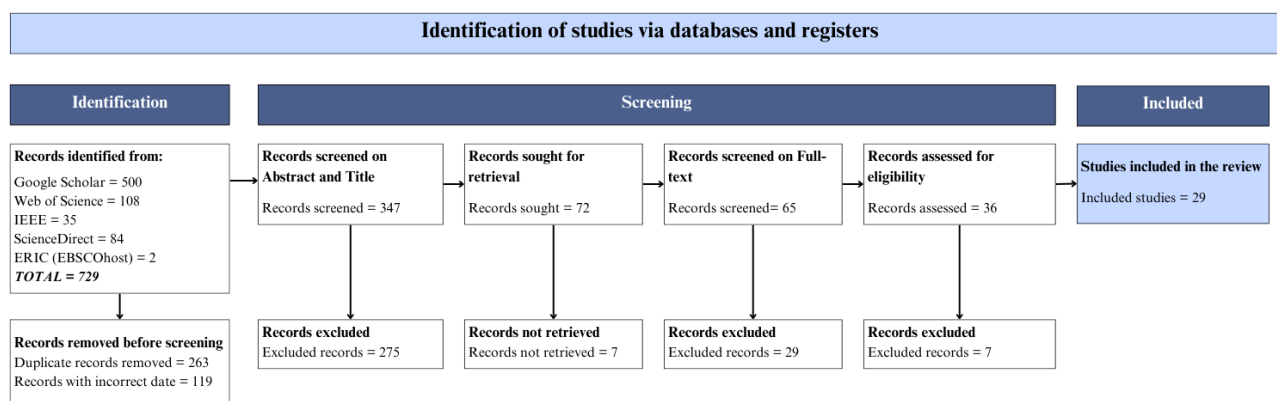 Identification of studies via databases and registers
Identification
Screening
Included
Records identified from:
Google Scholar = 500
Web of Science = 108
IEEE = 35
ScienceDirect = 84
ERIC (EBSCOhost) = 2
TOTAL = 729
Records screened on
Abstract and Title
Records screened = 347
Records sought for
retrieval
Records sought = 72
Records screened on Full-
text
Records screened= 65
Records assessed for
eligibility
Records assessed = 36
Studies included in the review
Included studies = 29
Records removed before screening
Duplicate records removed = 263
Records with incorrect date = 119
Records excluded
Excluded records = 275
Records not retrieved
Records not retrieved = 7
Records excluded
Excluded records = 29
Records excluded
Excluded records = 7